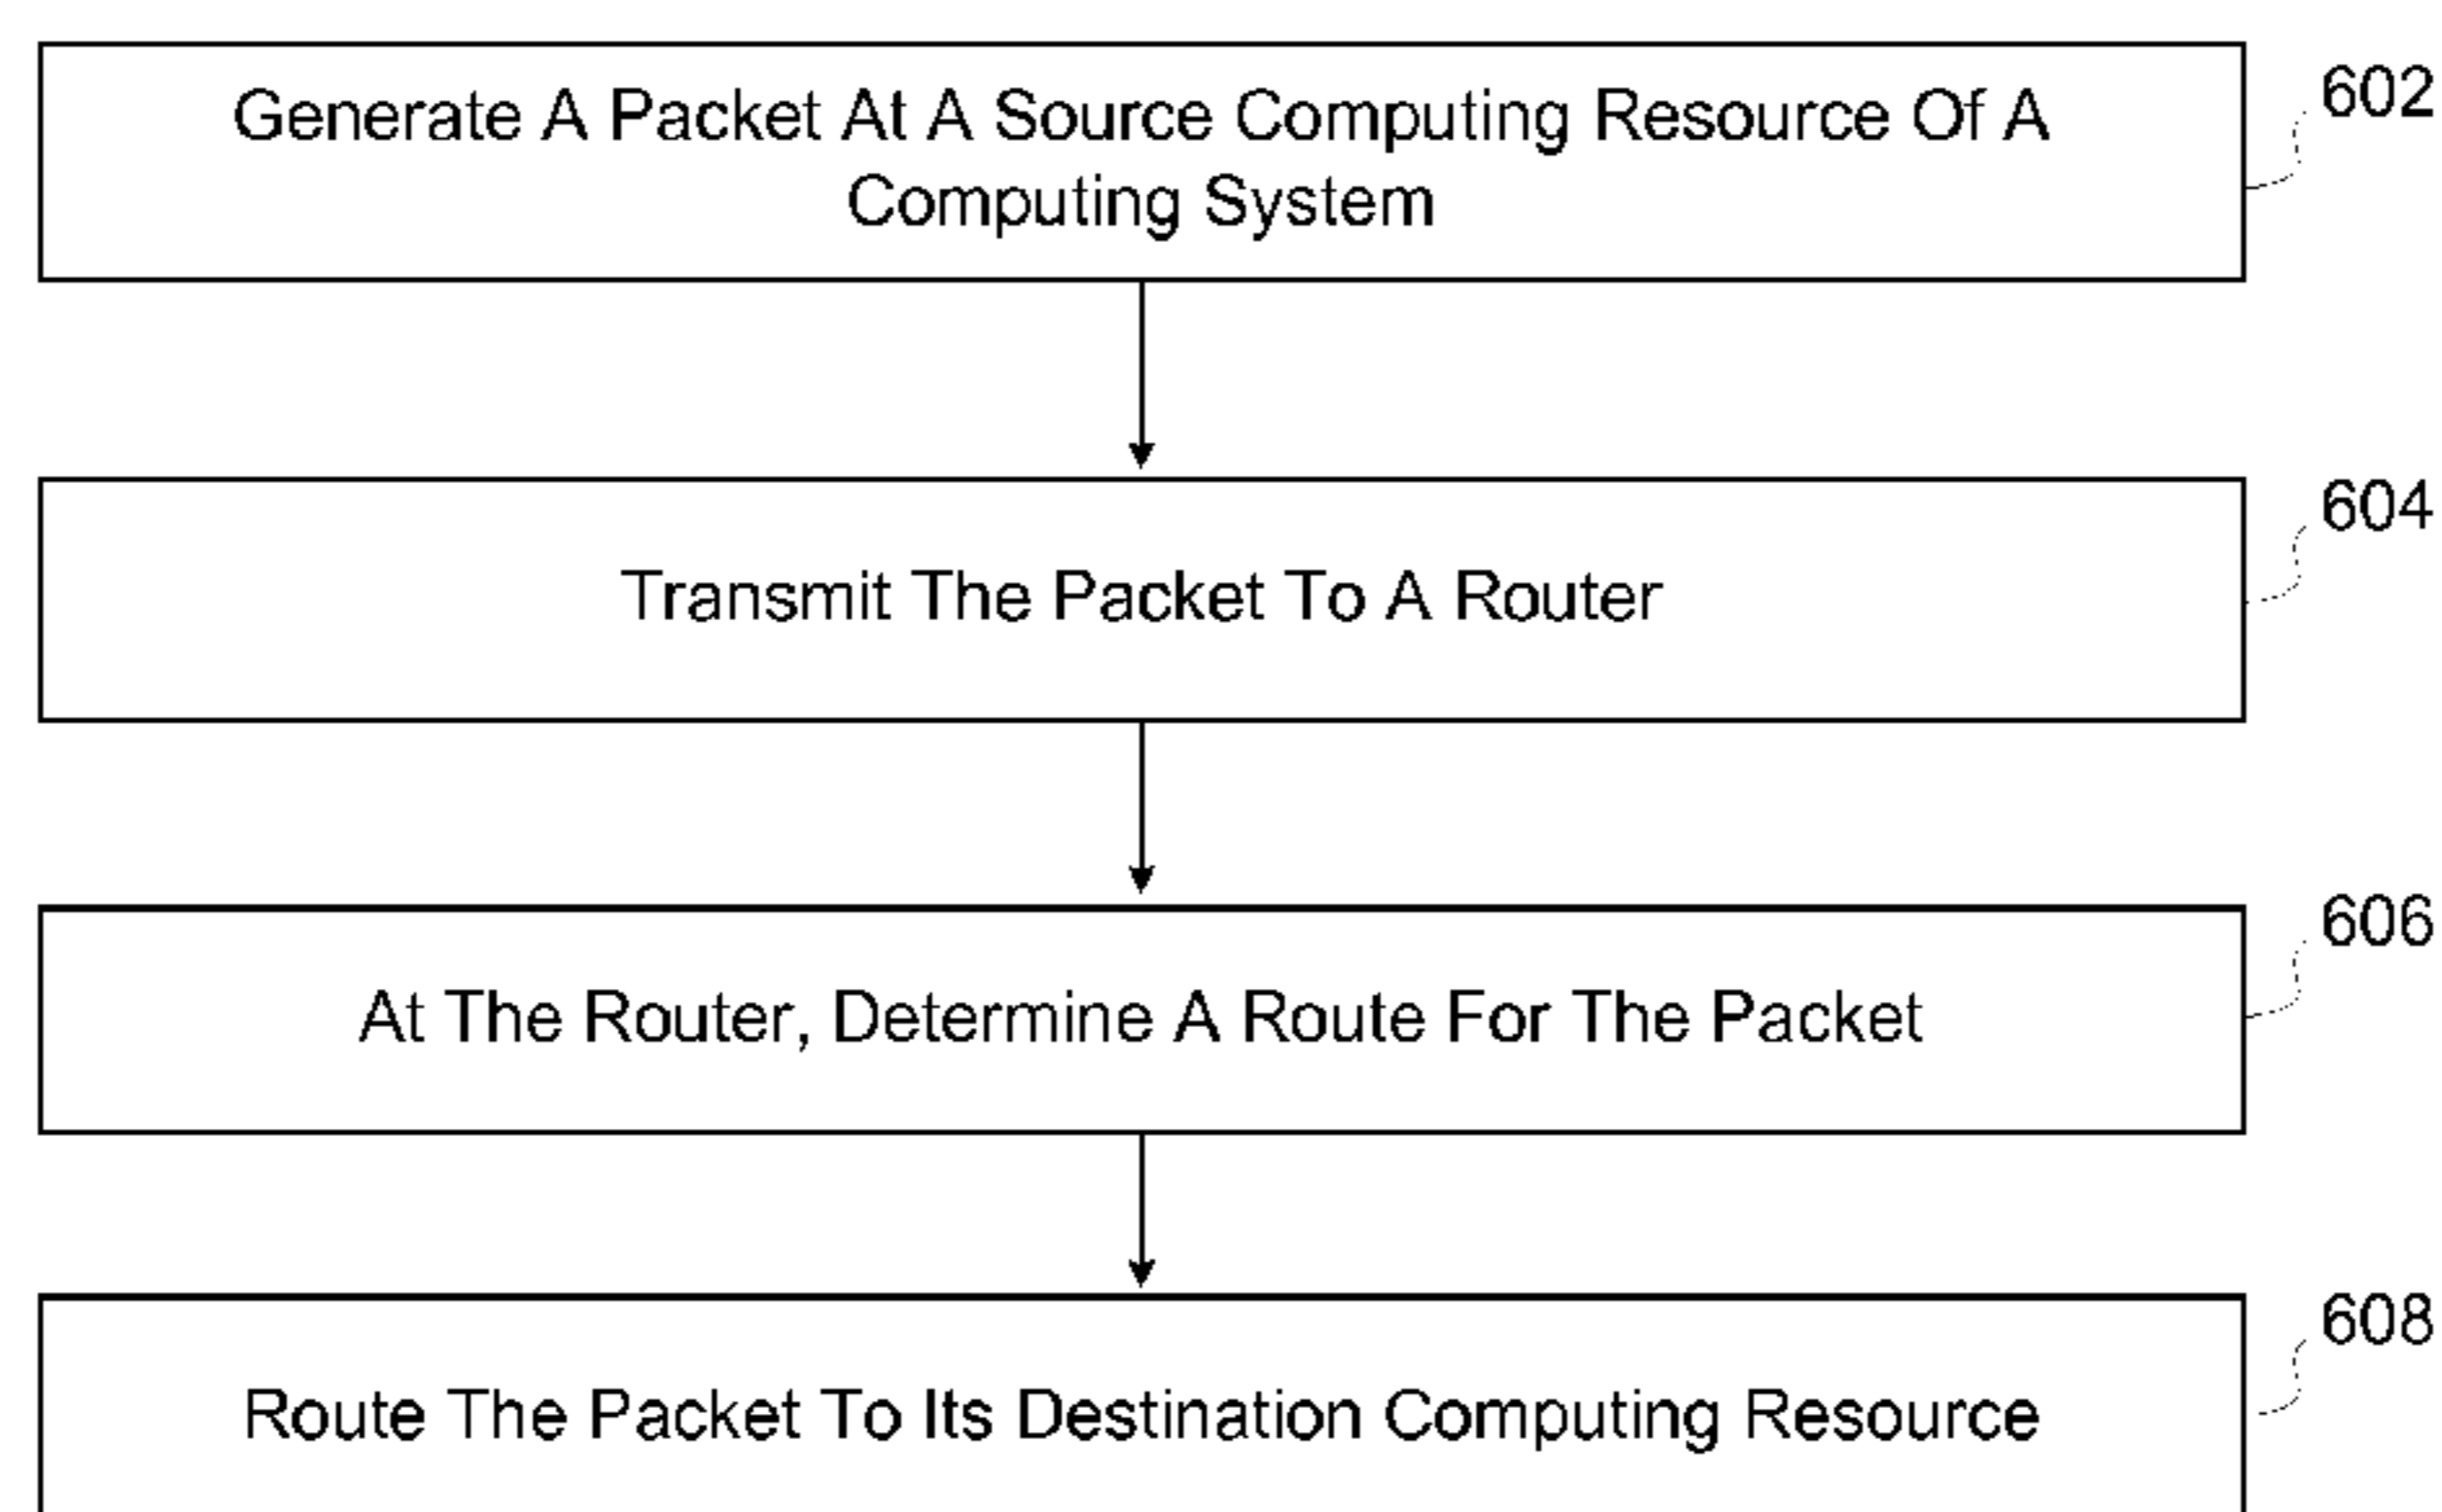 Generate A Packet At A Source Computing Resource Of A
Computing System
602
Transmit The Packet To A Router
604
At The Router, Determine A Route For The Packet
606
Route The Packet To Its Destination Computing Resource
608